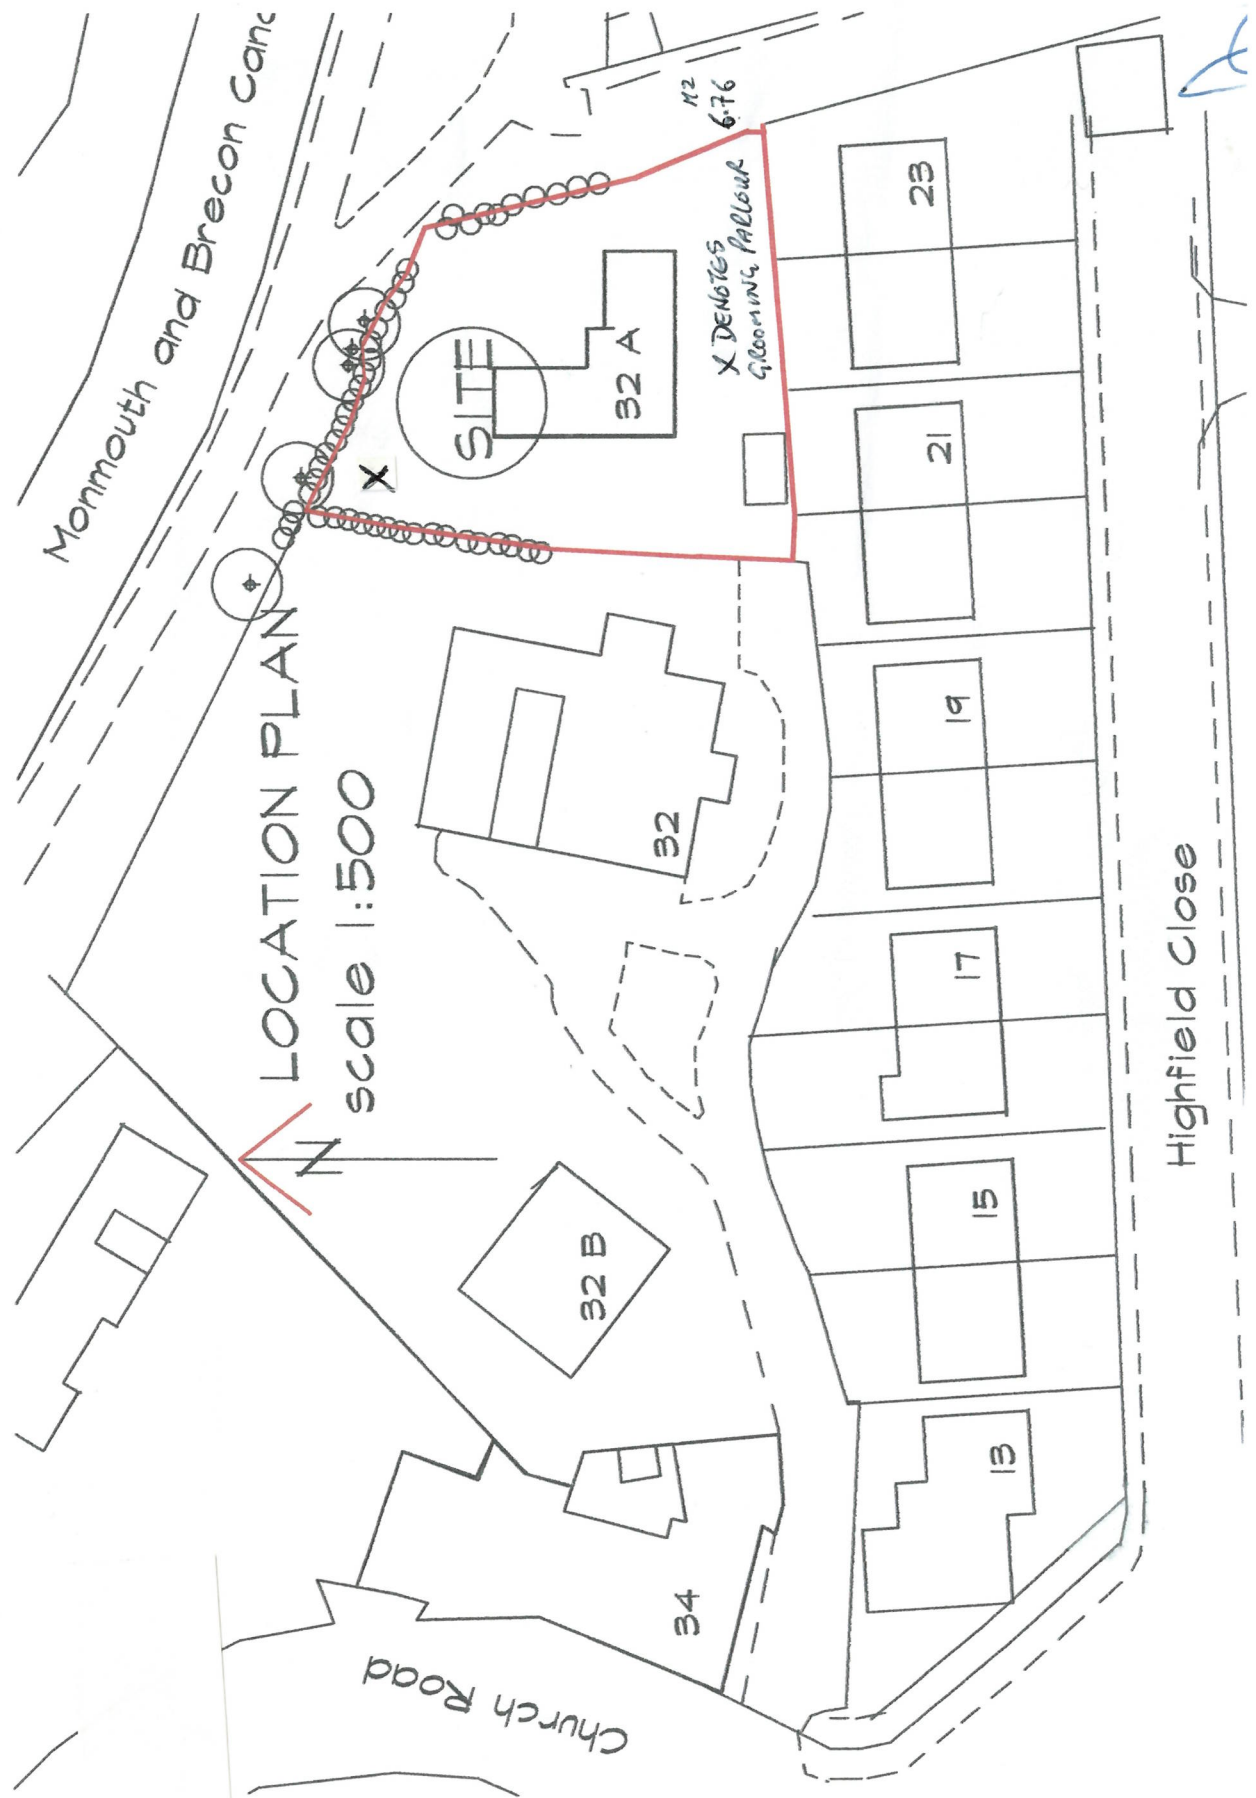 Monmouth and Brecon Cana
LOCATION PLAN
scale 1:500
N
SITE
X
32 A
M2
6.76
X DENOTES
GROOMING PARLOUR
32
32 B
34
23
21
19
17
15
13
Church Road
Highfield Close